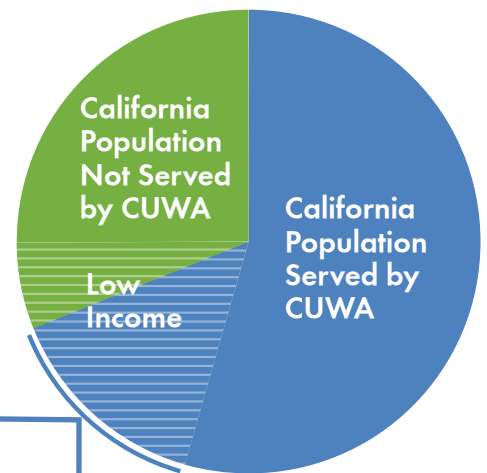 California
Population
Not Served
by CUWA
California
Population
Served by
CUWA
Low
Income